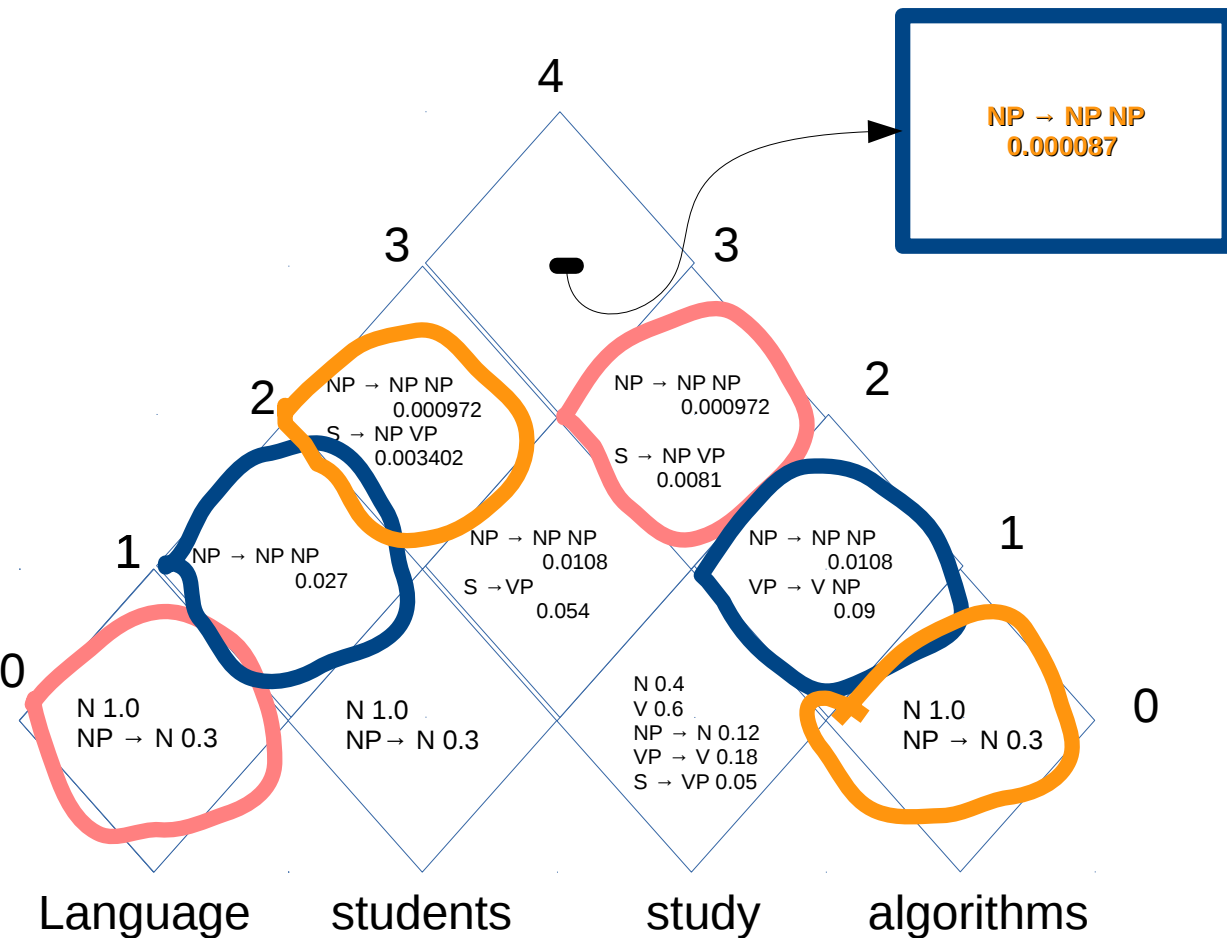 4
NP → NP NP
0.000087
3
3
2
2
NP → NP NP
0.000972
S → NP VP
0.003402
NP → NP NP
0.000972
S → NP VP
0.0081
1
1
NP → NP NP
0.027
NP → NP NP
0.0108
S →VP
0.054
NP → NP NP
0.0108
VP → V NP
0.09
0
0
N 1.0
NP → N 0.3
N 1.0
NP→ N 0.3
N 0.4
V 0.6
NP → N 0.12
VP → V 0.18
S → VP 0.05
N 1.0
NP → N 0.3
Language students study algorithms